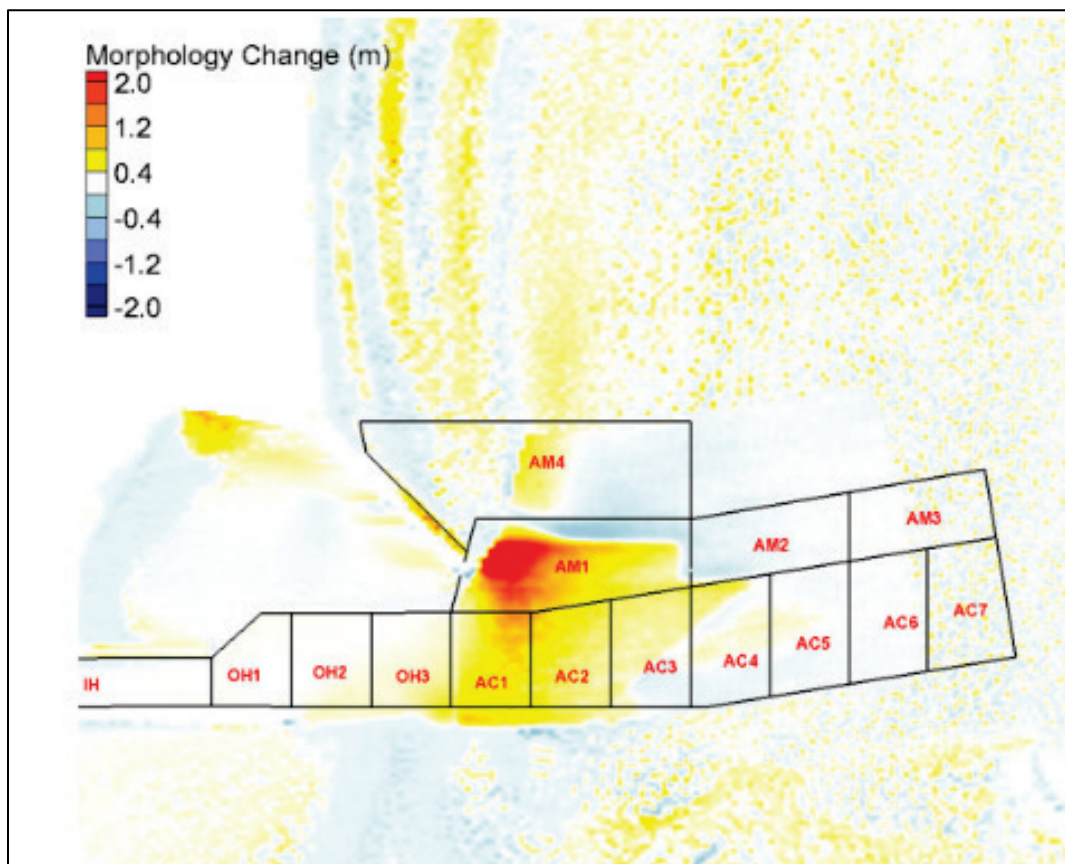 Morphology Change (m)
2.0
1.2
0.4
-0.4
-1.2
-2.0
AM4
AM3
AM2
AM1
AC7
AC6
AC5
AC4
AC3
AC2
AC1
OH3
OH2
OH1
IH